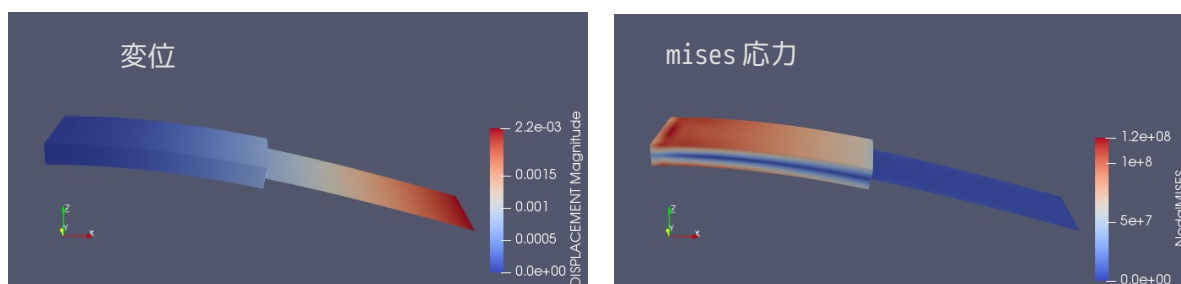 変位
2.2e-03
0.0015
0.001
0.0005
0.0e+00
DISPLACEMENT Magnitude
Z
Y
X
mises 応力
1.2e+08
1e+8
5e+7
0.0e+00
NodalMISES
Z
Y
X